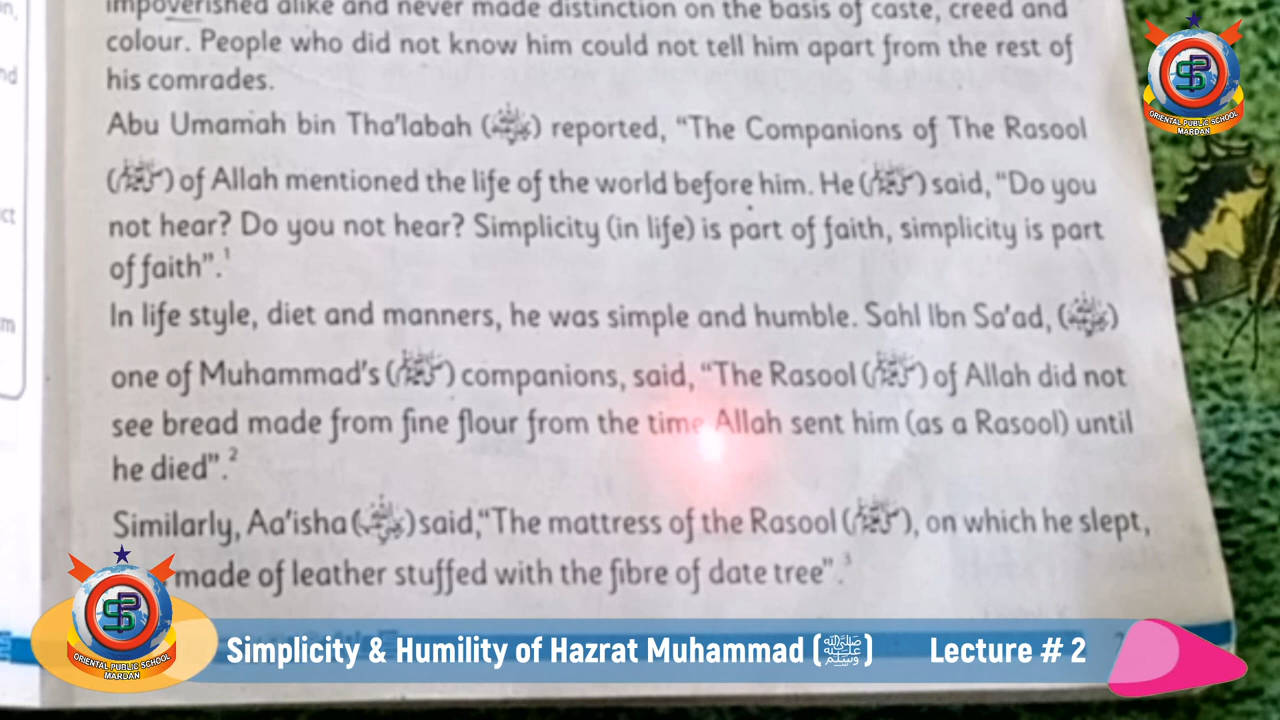 impoverished alike and never made distinction on the basis of caste, creed and
colour. People who did not know him could not tell him apart from the rest of
his comrades.
Abu Umamah bin Tha'labah (رضی اللہ عنہ) reported, "The Companions of The Rasool
(ﷺ) of Allah mentioned the life of the world before him. He (ﷺ) said, "Do you
not hear? Do you not hear? Simplicity (in life) is part of faith, simplicity is part
of faith".1
In life style, diet and manners, he was simple and humble. Sahl Ibn Sa'ad, (رضی اللہ عنہ)
one of Muhammad's (ﷺ) companions, said, "The Rasool (ﷺ) of Allah did not
see bread made from fine flour from the time Allah sent him (as a Rasool) until
he died".2
Similarly, Aa'isha (رضی اللہ عنہا) said,"The mattress of the Rasool (ﷺ), on which he slept,
made of leather stuffed with the fibre of date tree".3
Simplicity & Humility of Hazrat Muhammad (ﷺ) Lecture # 2
ORIENTAL PUBLIC SCHOOL
MARDAN
ORIENTAL PUBLIC SCHOOL
MARDAN